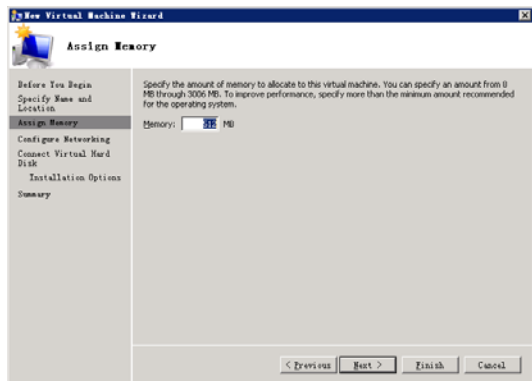 New Virtual Machine Wizard
Assign Memory
Before You Begin
Specify Name and
Location
Assign Memory
Configure Networking
Connect Virtual Hard
Disk
Installation Options
Summary
Specify the amount of memory to allocate to this virtual machine. You can specify an amount from 8
MB through 3006 MB. To improve performance, specify more than the minimum amount recommended
for the operating system.
Memory: 512 MB
< Previous Next > Finish Cancel